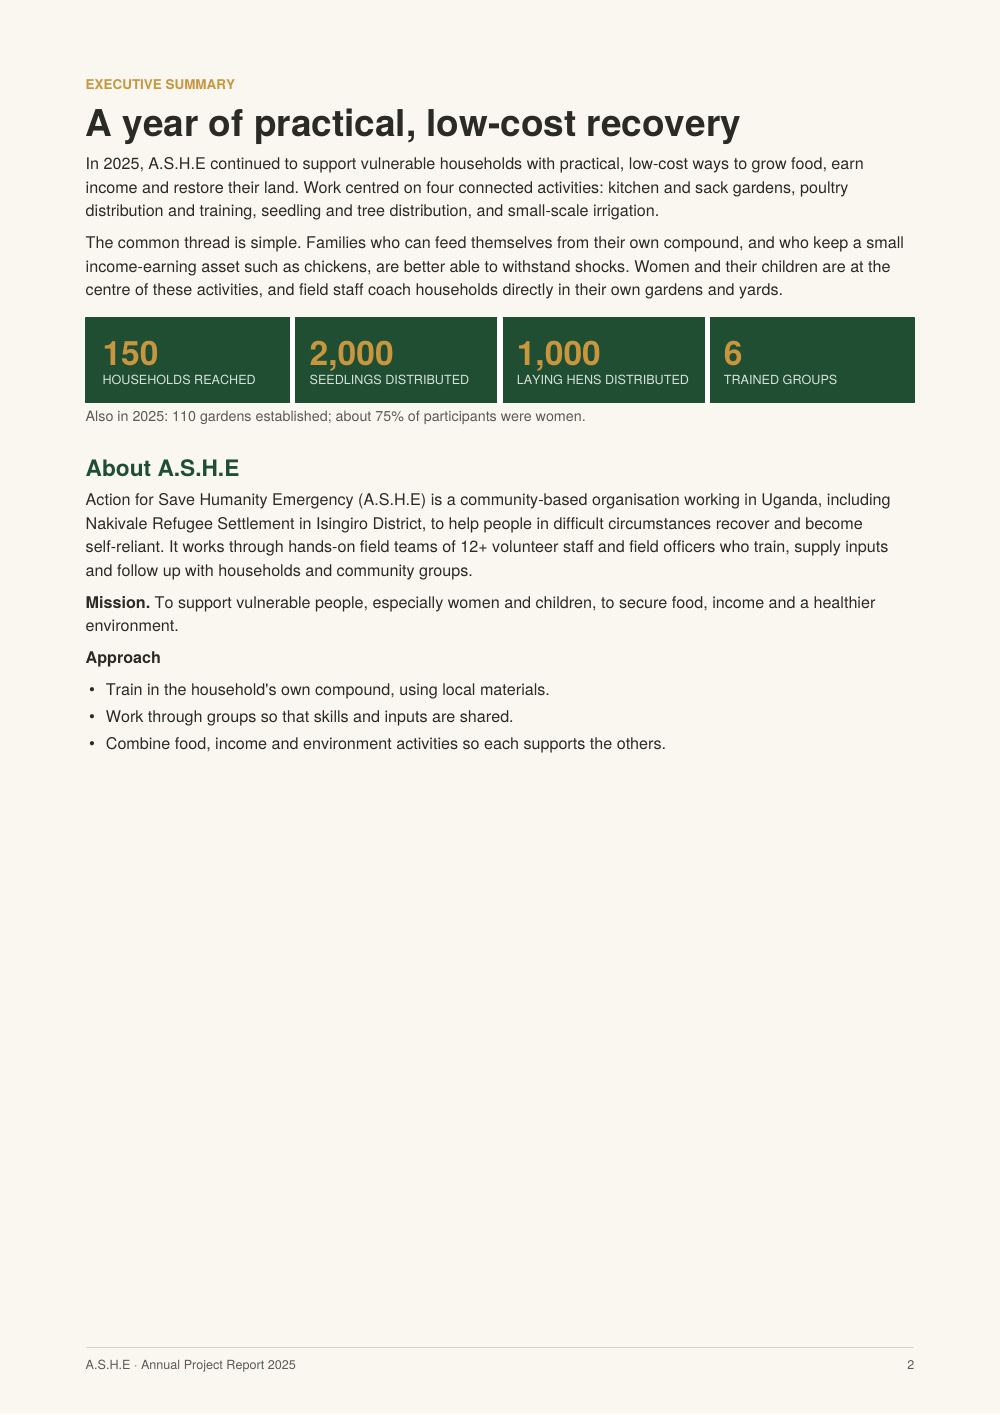 EXECUTIVE SUMMARY
A year of practical, low-cost recovery
In 2025, A.S.H.E continued to support vulnerable households with practical, low-cost ways to grow food, earn
income and restore their land. Work centred on four connected activities: kitchen and sack gardens, poultry
distribution and training, seedling and tree distribution, and small-scale irrigation.
The common thread is simple. Families who can feed themselves from their own compound, and who keep a small
income-earning asset such as chickens, are better able to withstand shocks. Women and their children are at the
centre of these activities, and field staff coach households directly in their own gardens and yards.
150
HOUSEHOLDS REACHED
2,000
SEEDLINGS DISTRIBUTED
1,000
LAYING HENS DISTRIBUTED
6
TRAINED GROUPS
Also in 2025: 110 gardens established; about 75% of participants were women.
About A.S.H.E
Action for Save Humanity Emergency (A.S.H.E) is a community-based organisation working in Uganda, including
Nakivale Refugee Settlement in Isingiro District, to help people in difficult circumstances recover and become
self-reliant. It works through hands-on field teams of 12+ volunteer staff and field officers who train, supply inputs
and follow up with households and community groups.
Mission. To support vulnerable people, especially women and children, to secure food, income and a healthier
environment.
Approach
• Train in the household's own compound, using local materials.
• Work through groups so that skills and inputs are shared.
• Combine food, income and environment activities so each supports the others.
A.S.H.E · Annual Project Report 2025
2